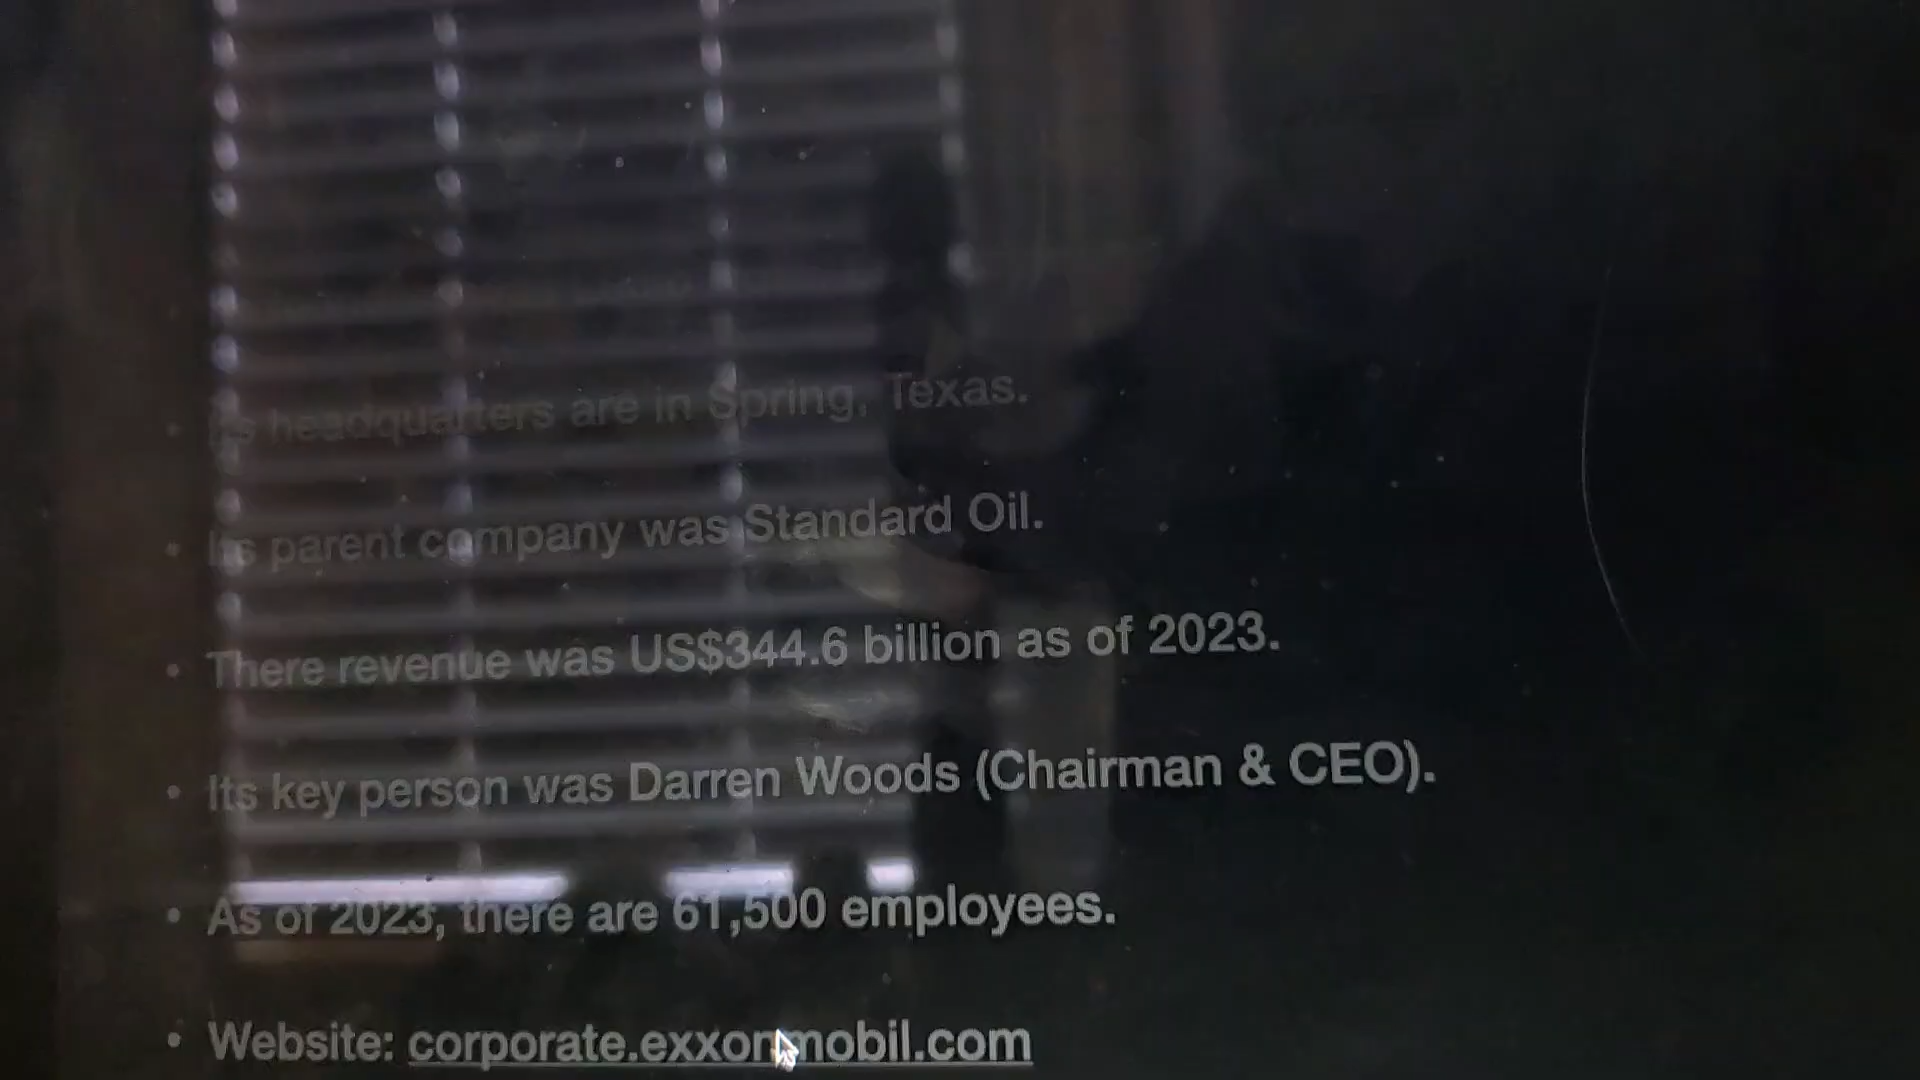 • Its headquarters are in Spring, Texas.
• Its parent company was Standard Oil.
• There revenue was US$344.6 billion as of 2023.
• Its key person was Darren Woods (Chairman & CEO).
• As of 2023, there are 61,500 employees.
• Website: corporate.exxonmobil.com